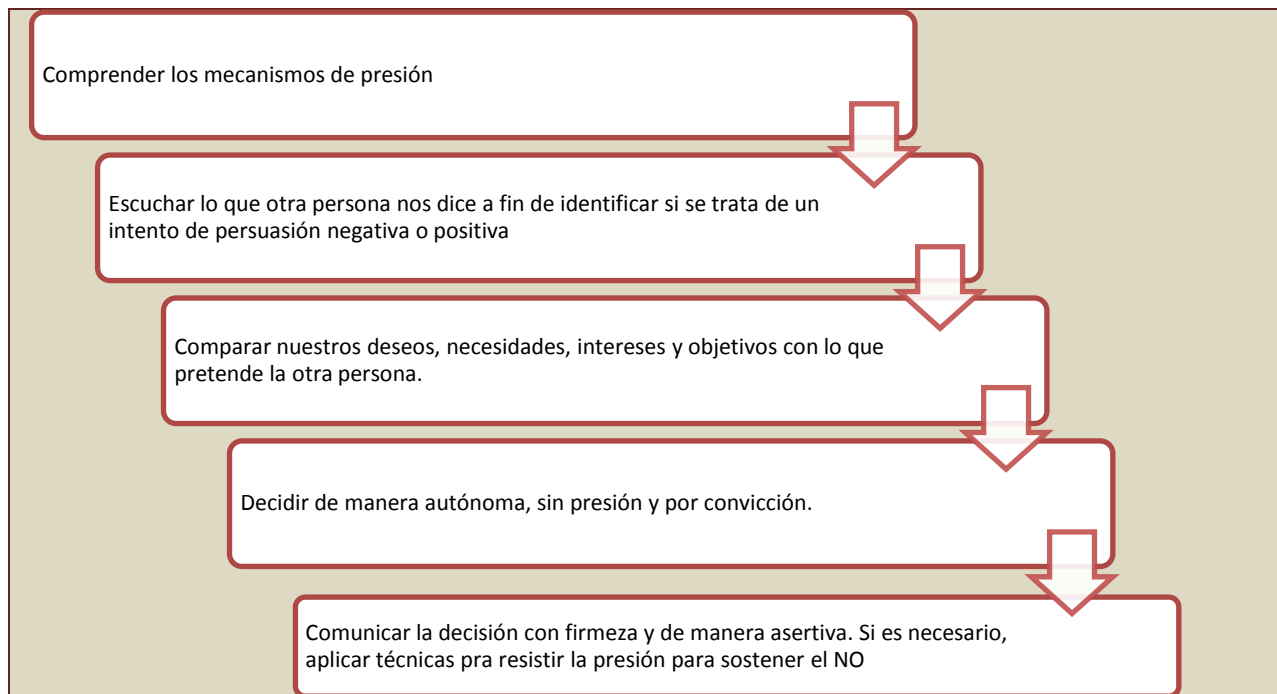 Comprender los mecanismos de presión
Escuchar lo que otra persona nos dice a fin de identificar si se trata de un
intento de persuasión negativa o positiva
Comparar nuestros deseos, necesidades, intereses y objetivos con lo que
pretende la otra persona.
Decidir de manera autónoma, sin presión y por convicción.
Comunicar la decisión con firmeza y de manera asertiva. Si es necesario,
aplicar técnicas pra resistir la presión para sostener el NO